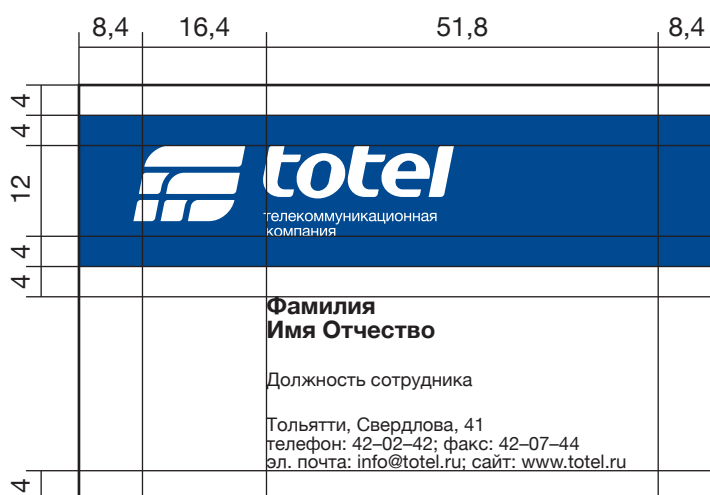 8,4 16,4 51,8 8,4
4
4
12
4
4
totel
телекоммуникационная
компания
Фамилия
Имя Отчество
Должность сотрудника
Тольятти, Свердлова, 41
телефон: 42–02–42; факс: 42–07–44
эл. почта: info@totel.ru; сайт: www.totel.ru
4